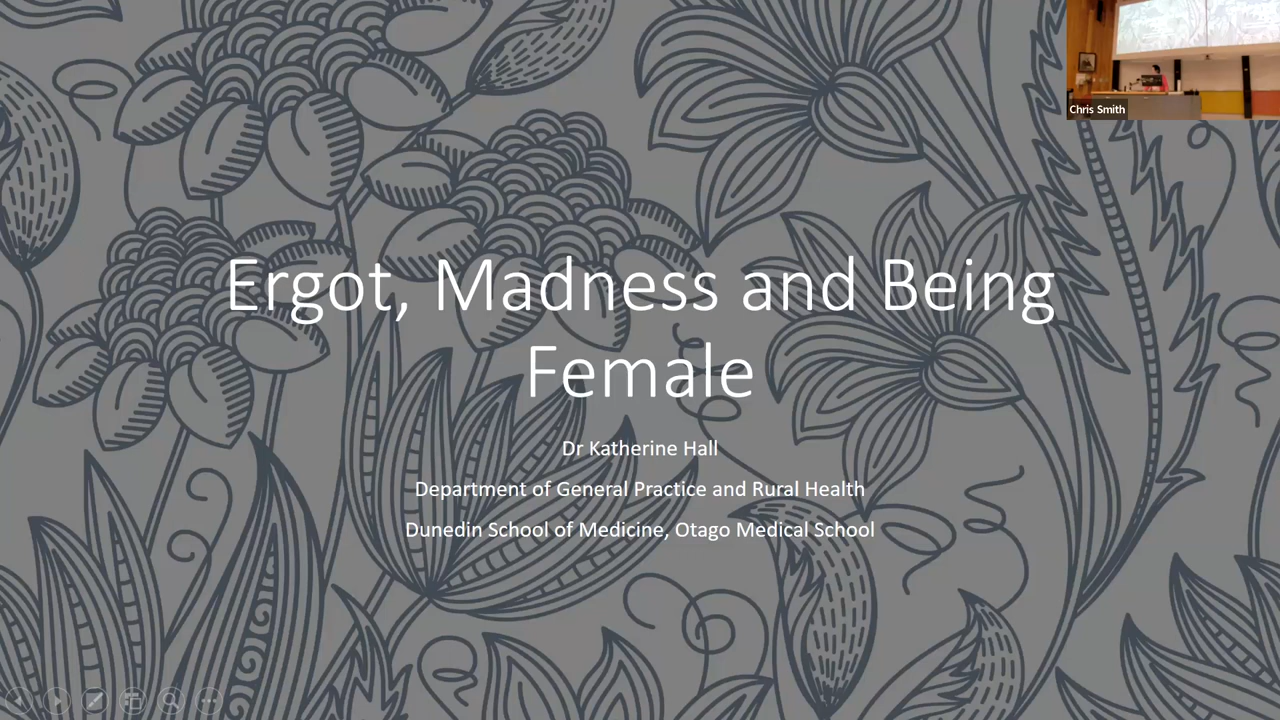 Chris Smith
Ergot, Madness and Being
Female
Dr Katherine Hall
Department of General Practice and Rural Health
Dunedin School of Medicine, Otago Medical School